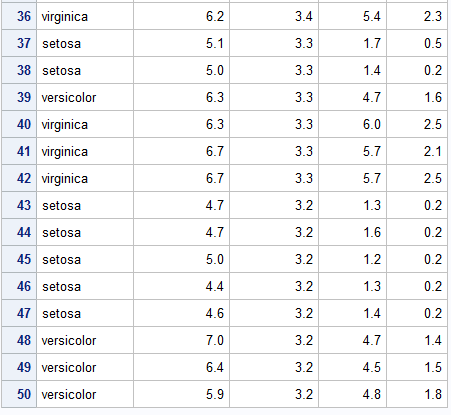 36 virginica 6.2 3.4 5.4 2.3
37 setosa 5.1 3.3 1.7 0.5
38 setosa 5.0 3.3 1.4 0.2
39 versicolor 6.3 3.3 4.7 1.6
40 virginica 6.3 3.3 6.0 2.5
41 virginica 6.7 3.3 5.7 2.1
42 virginica 6.7 3.3 5.7 2.5
43 setosa 4.7 3.2 1.3 0.2
44 setosa 4.7 3.2 1.6 0.2
45 setosa 5.0 3.2 1.2 0.2
46 setosa 4.4 3.2 1.3 0.2
47 setosa 4.6 3.2 1.4 0.2
48 versicolor 7.0 3.2 4.7 1.4
49 versicolor 6.4 3.2 4.5 1.5
50 versicolor 5.9 3.2 4.8 1.8